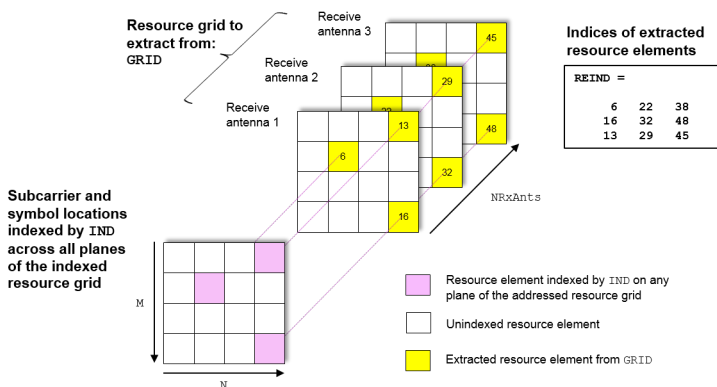 Resource grid to
extract from:
GRID
Receive
antenna 3
Receive
antenna 2
Receive
antenna 1
45
29
13
6
48
32
16
NRxAnts
Indices of extracted
resource elements
REIND =
6 22 38
16 32 48
13 29 45
Subcarrier and
symbol locations
indexed by IND
across all planes
of the indexed
resource grid
M
N
Resource element indexed by IND on any
plane of the addressed resource grid
Unindexed resource element
Extracted resource element from GRID